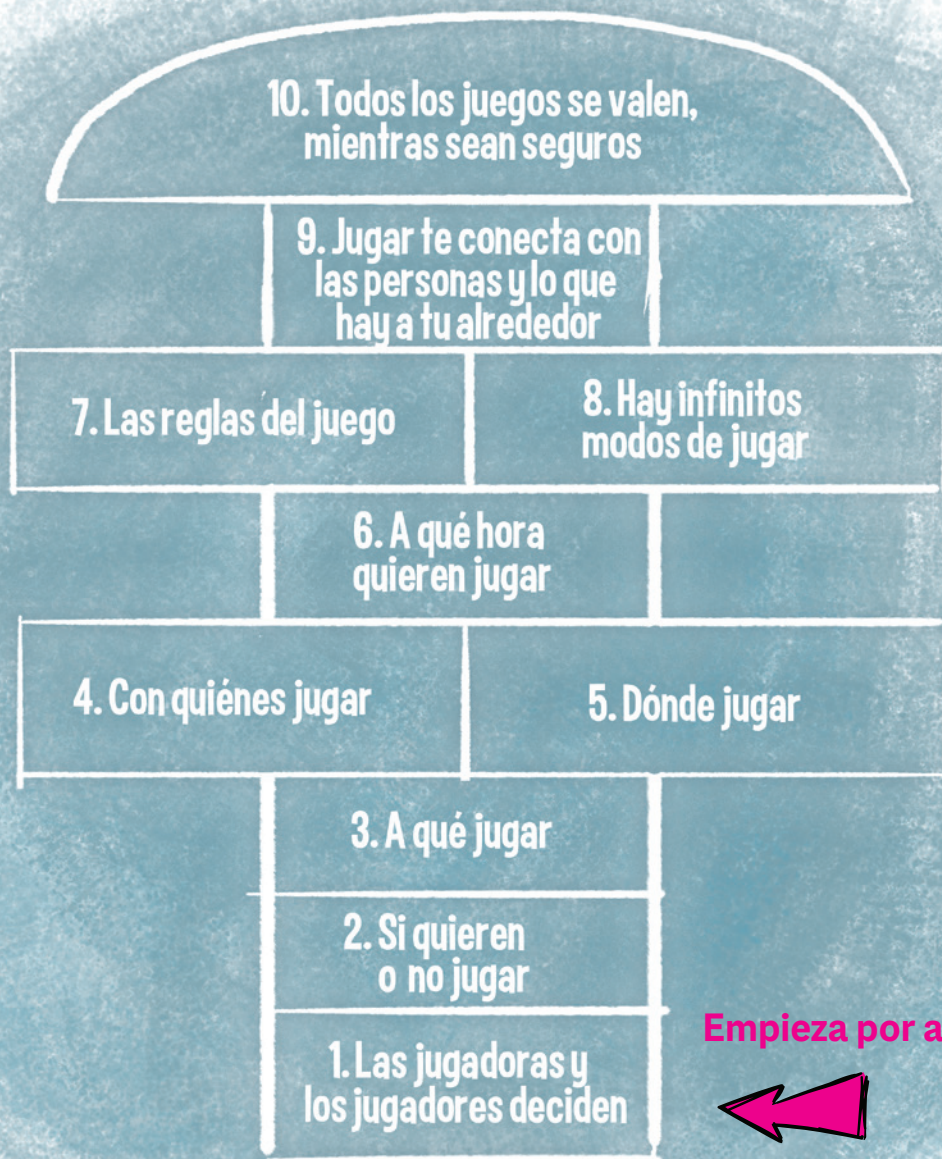 10. Todos los juegos se valen,
mientras sean seguros
9. Jugar te conecta con
las personas y lo que
hay a tu alrededor
7. Las reglas del juego
8. Hay infinitos
modos de jugar
6. A qué hora
quieren jugar
4. Con quiénes jugar
5. Dónde jugar
3. A qué jugar
2. Si quieren
o no jugar
1. Las jugadoras y
los jugadores deciden
Empieza por a